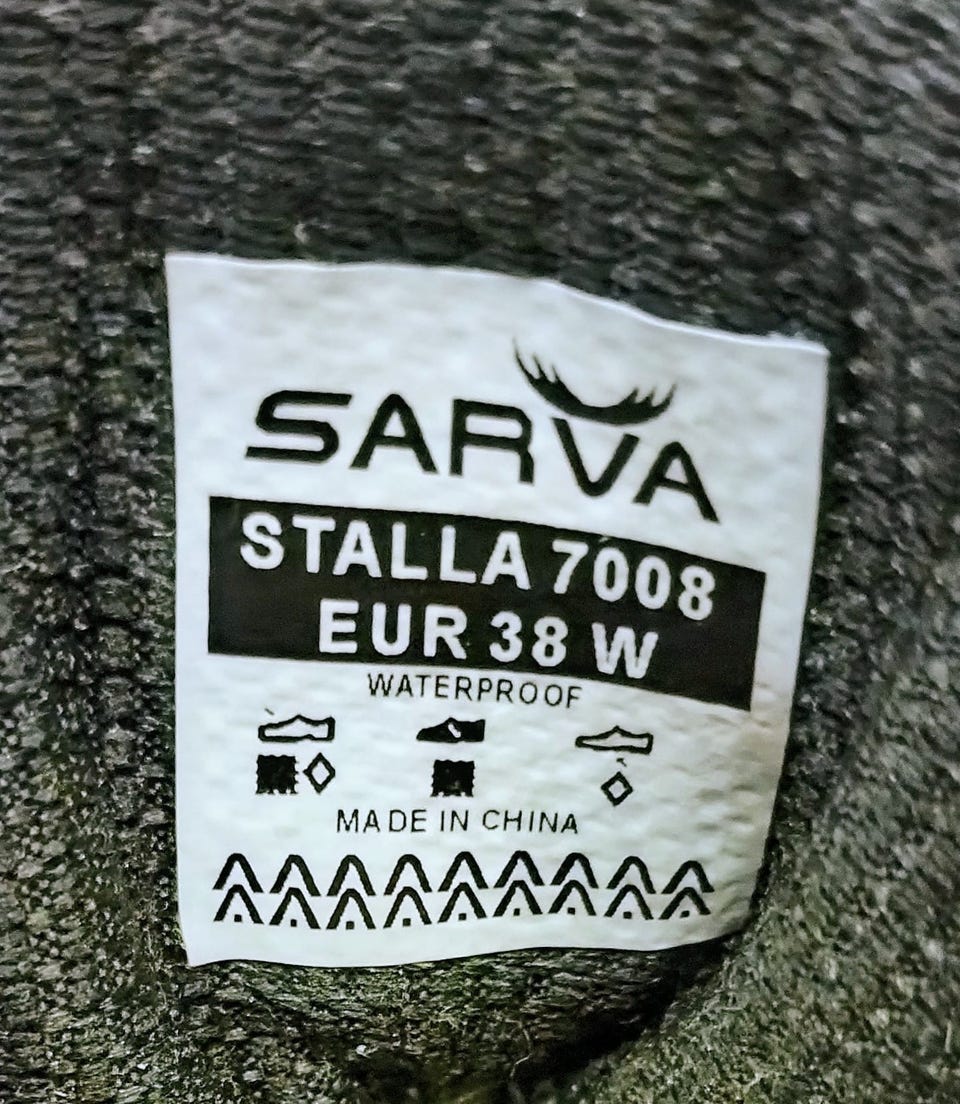 SARVA
STALLA 7008
EUR 38 W
WATERPROOF
MADE IN CHINA